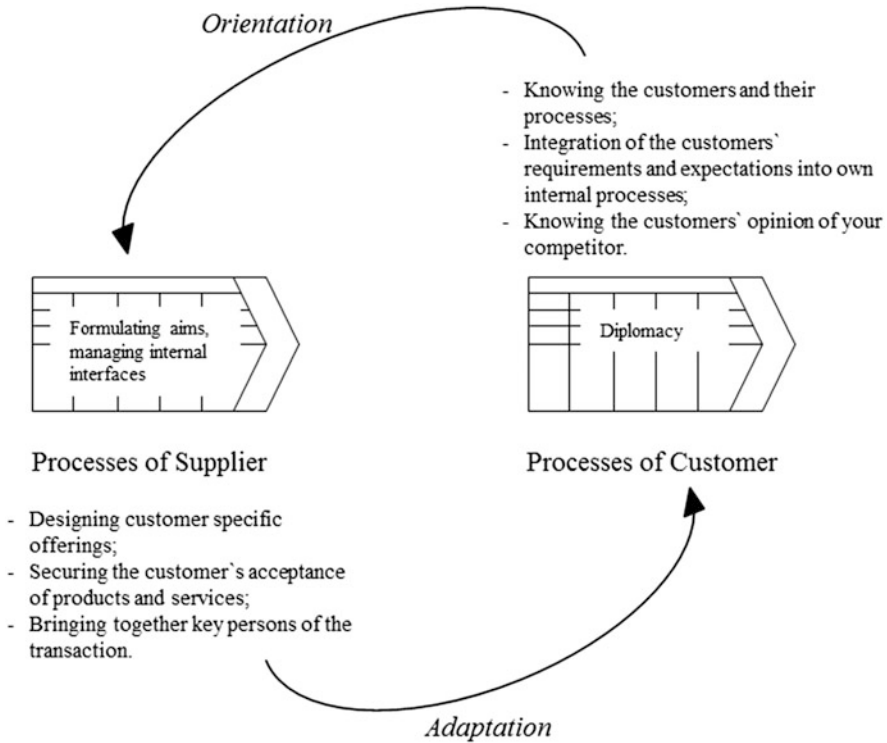 Orientation
- Knowing the customers and their
processes;
- Integration of the customers`
requirements and expectations into own
internal processes;
- Knowing the customers` opinion of your
competitor.
Formulating aims,
managing internal
interfaces
Diplomacy
Processes of Supplier
Processes of Customer
- Designing customer specific
offerings;
- Securing the customer`s acceptance
of products and services;
- Bringing together key persons of the
transaction.
Adaptation